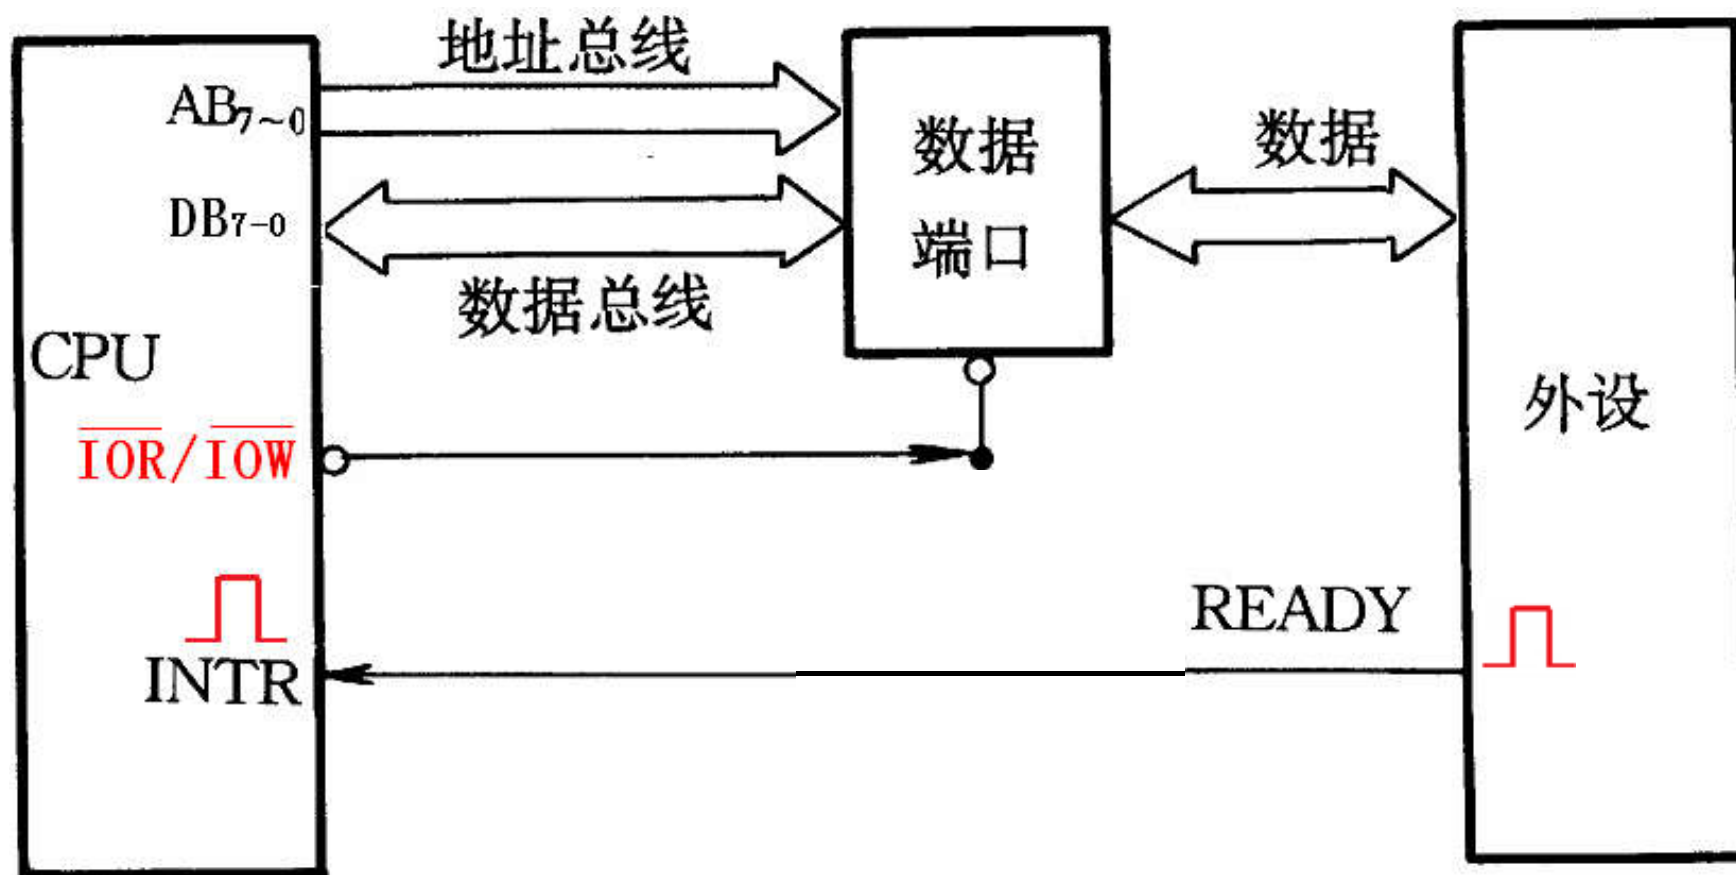 地址总线
AB7~0
数据
端口
数据
DB7-0
数据总线
CPU
外设
IOR/IOW
READY
INTR